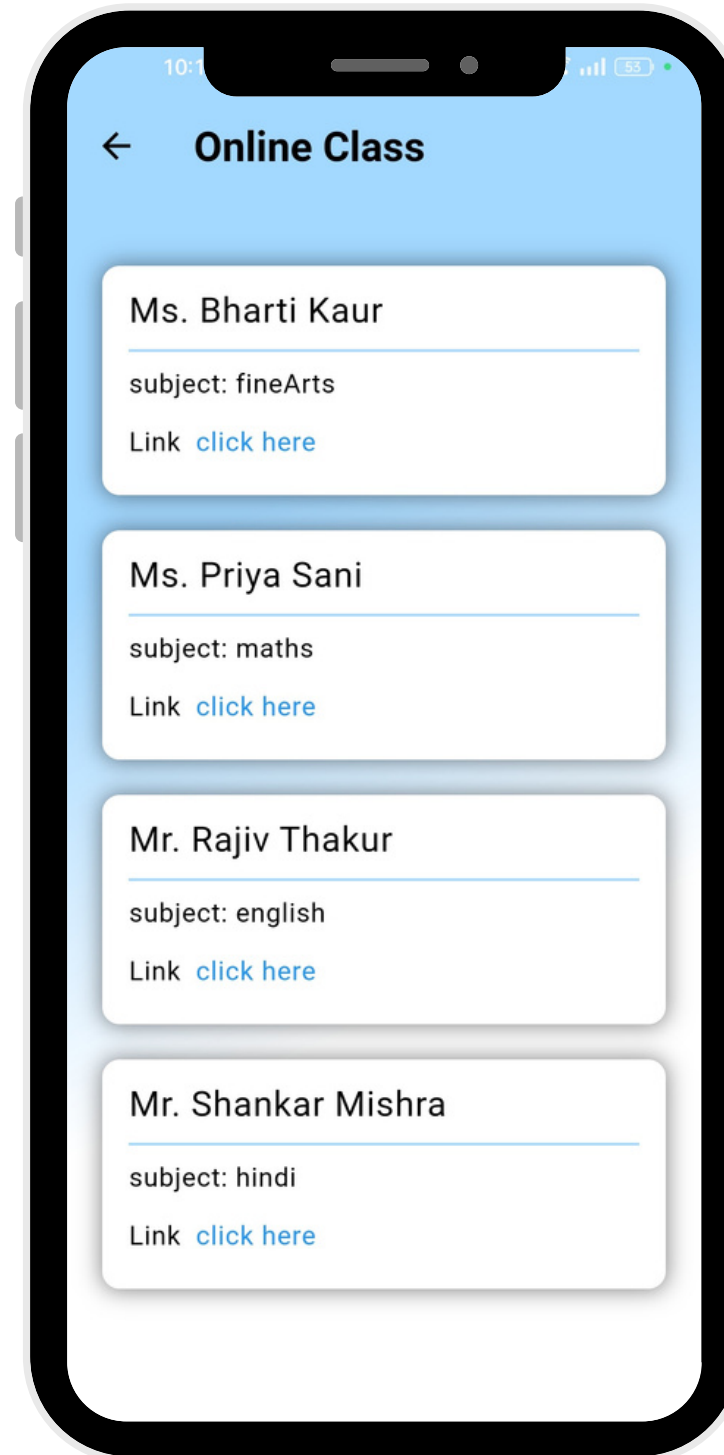 53
Online Class
Ms. Bharti Kaur
subject: fineArts
Link click here
Ms. Priya Sani
subject: maths
Link click here
Mr. Rajiv Thakur
subject: english
Link click here
Mr. Shankar Mishra
subject: hindi
Link click here